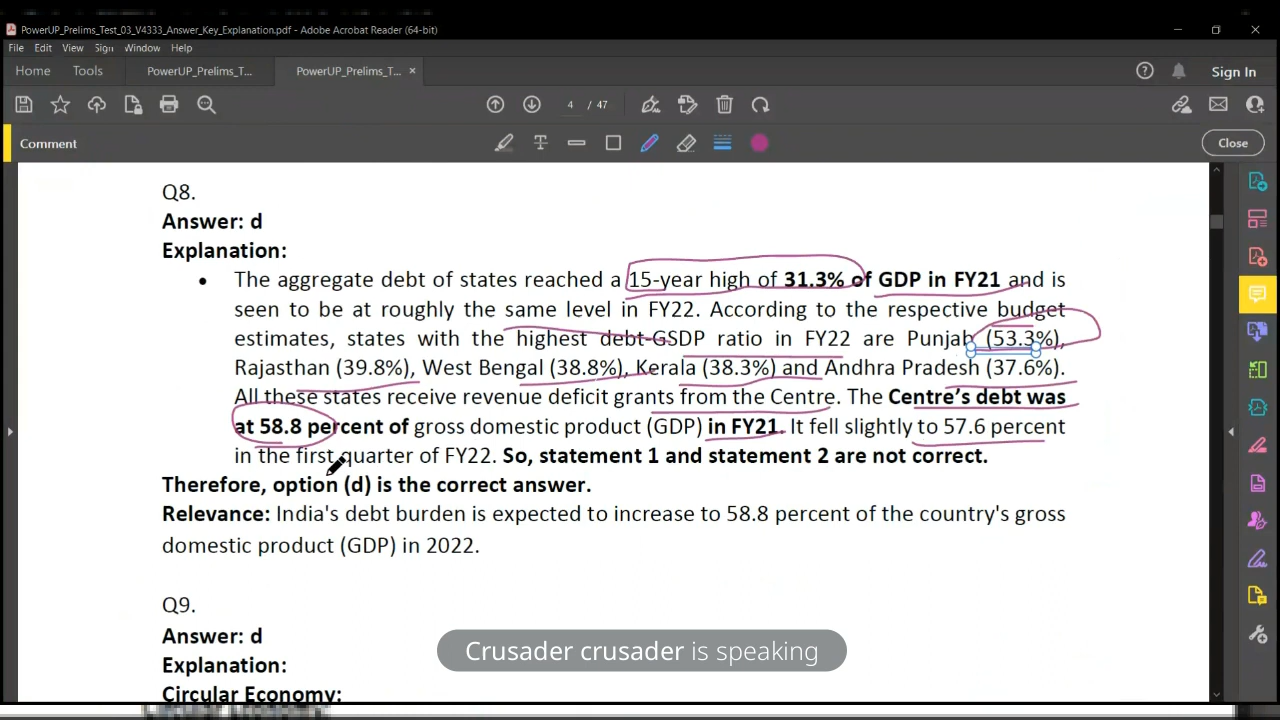 PowerUP_Prelims_Test_03_V4333_Answer_Key_Explanation.pdf - Adobe Acrobat Reader (64-bit)
File Edit View Sign Window Help
Home Tools PowerUP_Prelims_T... PowerUP_Prelims_T... × Sign In
4 / 47
Comment Close
Q8.
Answer: d
Explanation:
• The aggregate debt of states reached a 15-year high of 31.3% of GDP in FY21 and is
seen to be at roughly the same level in FY22. According to the respective budget
estimates, states with the highest debt-GSDP ratio in FY22 are Punjab (53.3%),
Rajasthan (39.8%), West Bengal (38.8%), Kerala (38.3%) and Andhra Pradesh (37.6%).
All these states receive revenue deficit grants from the Centre. The Centre’s debt was
at 58.8 percent of gross domestic product (GDP) in FY21. It fell slightly to 57.6 percent
in the first quarter of FY22. So, statement 1 and statement 2 are not correct.
Therefore, option (d) is the correct answer.
Relevance: India's debt burden is expected to increase to 58.8 percent of the country's gross
domestic product (GDP) in 2022.
Q9.
Answer: d
Explanation:
Circular Economy:
Crusader crusader is speaking